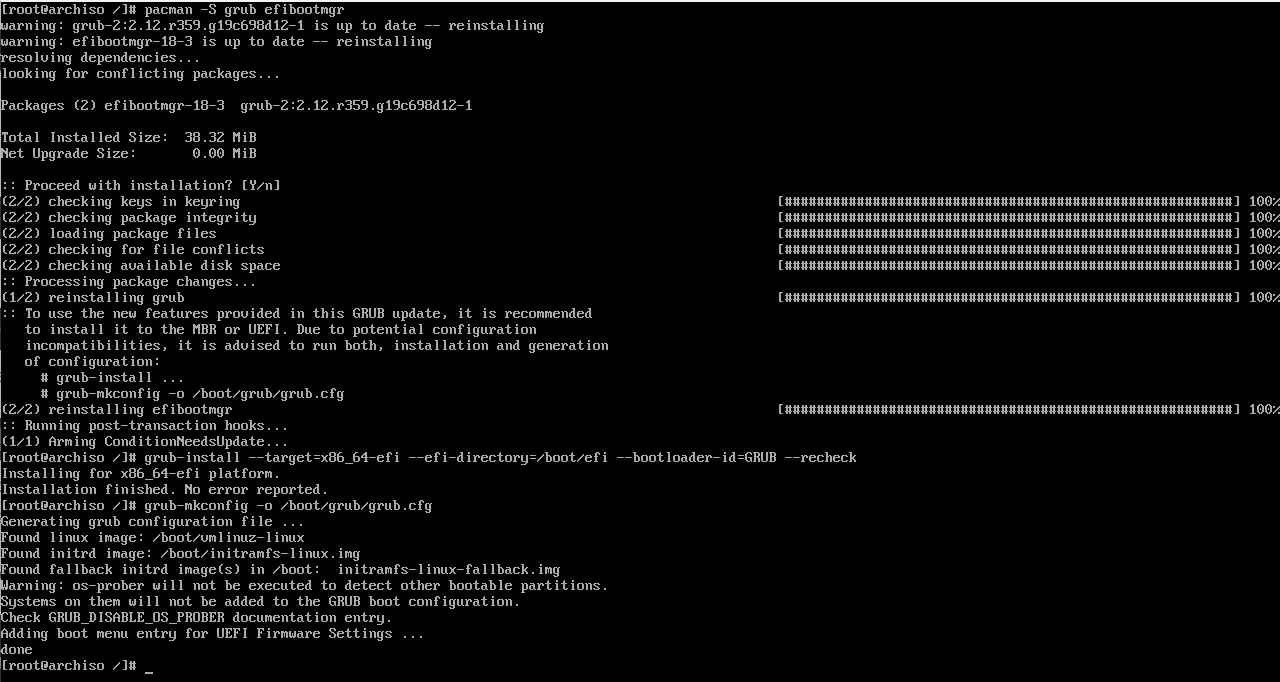 [root@archiso /]# pacman -S grub efibootmgr
warning: grub-2:2.12.r359.g19c698d12-1 is up to date -- reinstalling
warning: efibootmgr-18-3 is up to date -- reinstalling
resolving dependencies...
looking for conflicting packages...
Packages (2) efibootmgr-18-3  grub-2:2.12.r359.g19c698d12-1
Total Installed Size:  38.32 MiB
Net Upgrade Size:       0.00 MiB
:: Proceed with installation? [Y/n]
(2/2) checking keys in keyring [########################################################] 100%
(2/2) checking package integrity [########################################################] 100%
(2/2) loading package files [########################################################] 100%
(2/2) checking for file conflicts [########################################################] 100%
(2/2) checking available disk space [########################################################] 100%
:: Processing package changes...
(1/2) reinstalling grub [########################################################] 100%
:: To use the new features provided in this GRUB update, it is recommended
   to install it to the MBR or UEFI. Due to potential configuration
   incompatibilities, it is advised to run both, installation and generation
   of configuration:
     # grub-install ...
     # grub-mkconfig -o /boot/grub/grub.cfg
(2/2) reinstalling efibootmgr [########################################################] 100%
:: Running post-transaction hooks...
(1/1) Arming ConditionNeedsUpdate...
[root@archiso /]# grub-install --target=x86_64-efi --efi-directory=/boot/efi --bootloader-id=GRUB --recheck
Installing for x86_64-efi platform.
Installation finished. No error reported.
[root@archiso /]# grub-mkconfig -o /boot/grub/grub.cfg
Generating grub configuration file ...
Found linux image: /boot/vmlinuz-linux
Found initrd image: /boot/initramfs-linux.img
Found fallback initrd image(s) in /boot:  initramfs-linux-fallback.img
Warning: os-prober will not be executed to detect other bootable partitions.
Systems on them will not be added to the GRUB boot configuration.
Check GRUB_DISABLE_OS_PROBER documentation entry.
Adding boot menu entry for UEFI Firmware Settings ...
done
[root@archiso /]# _